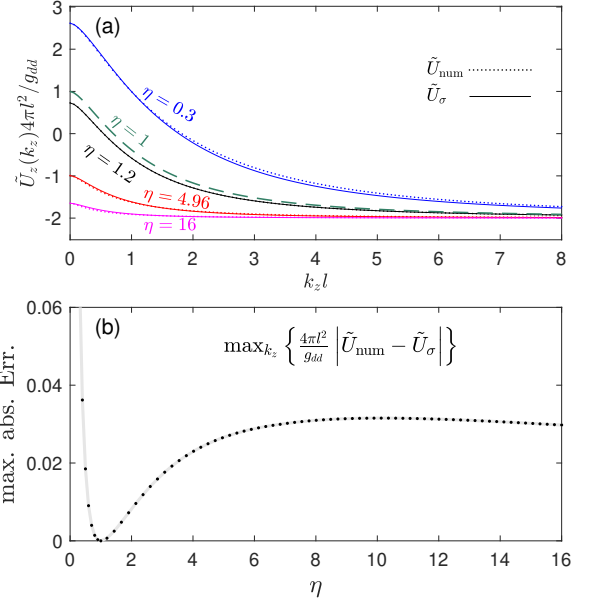 (a)
3
2
1
0
-1
-2
Ũ_z(k_z)4πl²/g_dd
η = 0.3
η = 1
η = 1.2
η = 4.96
η = 16
Ũ_num
Ũ_σ
0 1 2 3 4 5 6 7 8
k_z l
(b)
max_{k_z} { 4πl²/g_dd | Ũ_num − Ũ_σ | }
0.06
0.04
0.02
0
max. abs. Err.
0 2 4 6 8 10 12 14 16
η